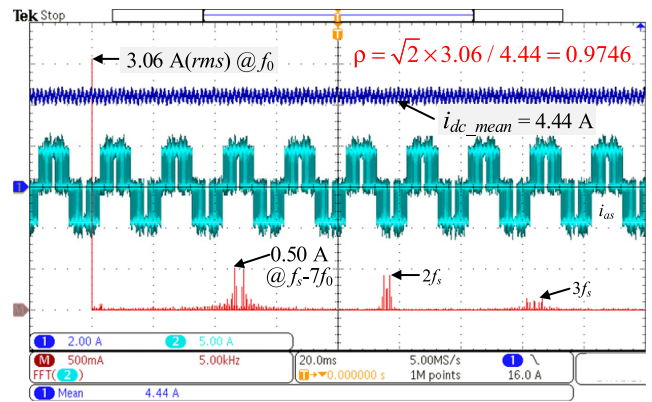 Tek Stop
T
T
3.06 A(rms) @ f0
ρ = √2 × 3.06 / 4.44 = 0.9746
idc_mean = 4.44 A
1
ias
0.50 A
@ fs-7f0
2fs
3fs
M
1 2.00 A 2 5.00 A
M 500mA 5.00kHz
FFT( 2 )
20.0ms 5.00MS/s
T→▼0.000000 s 1M points
1 \
16.0 A
1 Mean 4.44 A